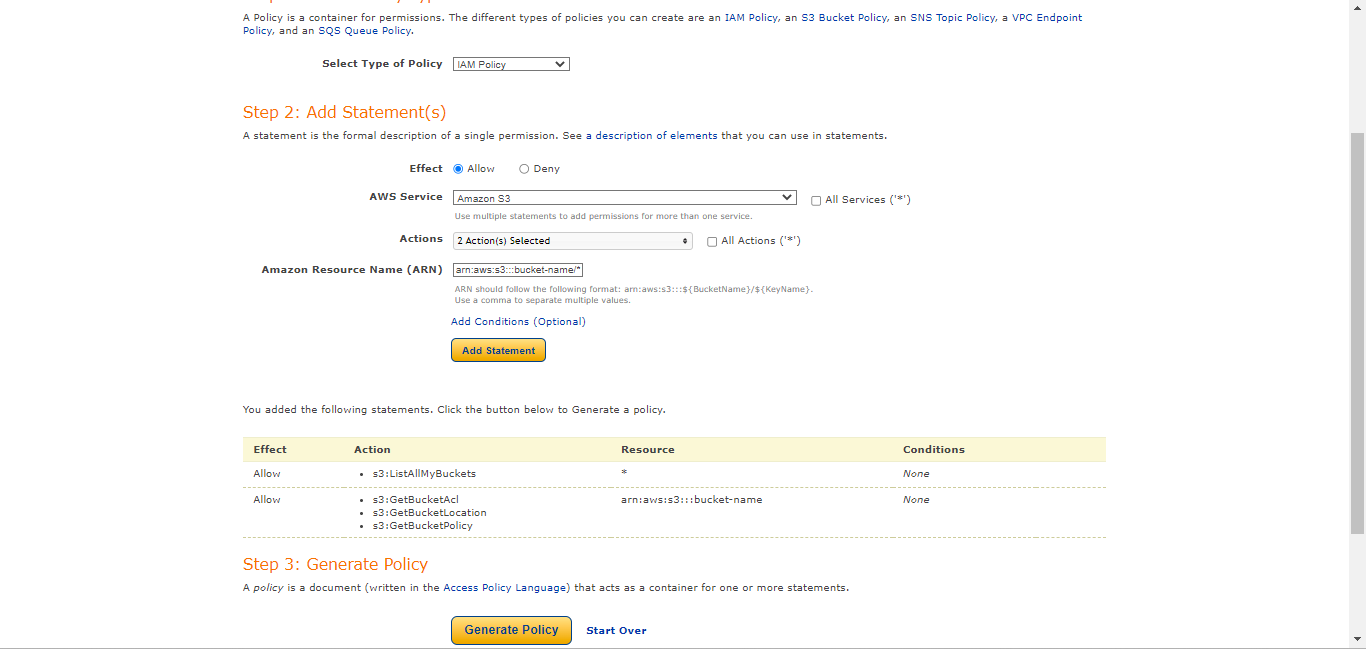 A Policy is a container for permissions. The different types of policies you can create are an IAM Policy, an S3 Bucket Policy, an SNS Topic Policy, a VPC Endpoint
Policy, and an SQS Queue Policy.
Select Type of Policy IAM Policy
Step 2: Add Statement(s)
A statement is the formal description of a single permission. See a description of elements that you can use in statements.
Effect Allow Deny
AWS Service Amazon S3 All Services ('*')
Use multiple statements to add permissions for more than one service.
Actions 2 Action(s) Selected All Actions ('*')
Amazon Resource Name (ARN) arn:aws:s3:::bucket-name/*
ARN should follow the following format: arn:aws:s3:::${BucketName}/${KeyName}.
Use a comma to separate multiple values.
Add Conditions (Optional)
Add Statement
You added the following statements. Click the button below to Generate a policy.
Effect Action Resource Conditions
Allow • s3:ListAllMyBuckets * None
Allow • s3:GetBucketAcl arn:aws:s3:::bucket-name None
• s3:GetBucketLocation
• s3:GetBucketPolicy
Step 3: Generate Policy
A policy is a document (written in the Access Policy Language) that acts as a container for one or more statements.
Generate Policy Start Over